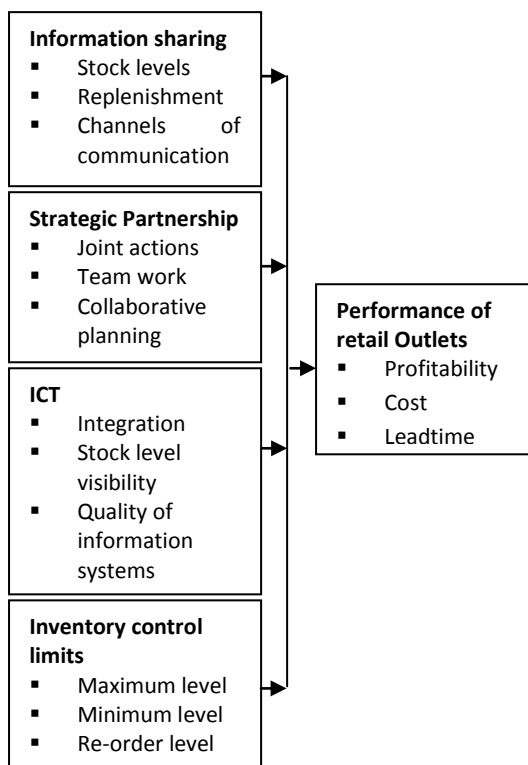 Information sharing
▪ Stock levels
▪ Replenishment
▪ Channels of
communication
Strategic Partnership
▪ Joint actions
▪ Team work
▪ Collaborative
planning
ICT
▪ Integration
▪ Stock level
visibility
▪ Quality of
information
systems
Inventory control
limits
▪ Maximum level
▪ Minimum level
▪ Re-order level
Performance of
retail Outlets
▪ Profitability
▪ Cost
▪ Leadtime